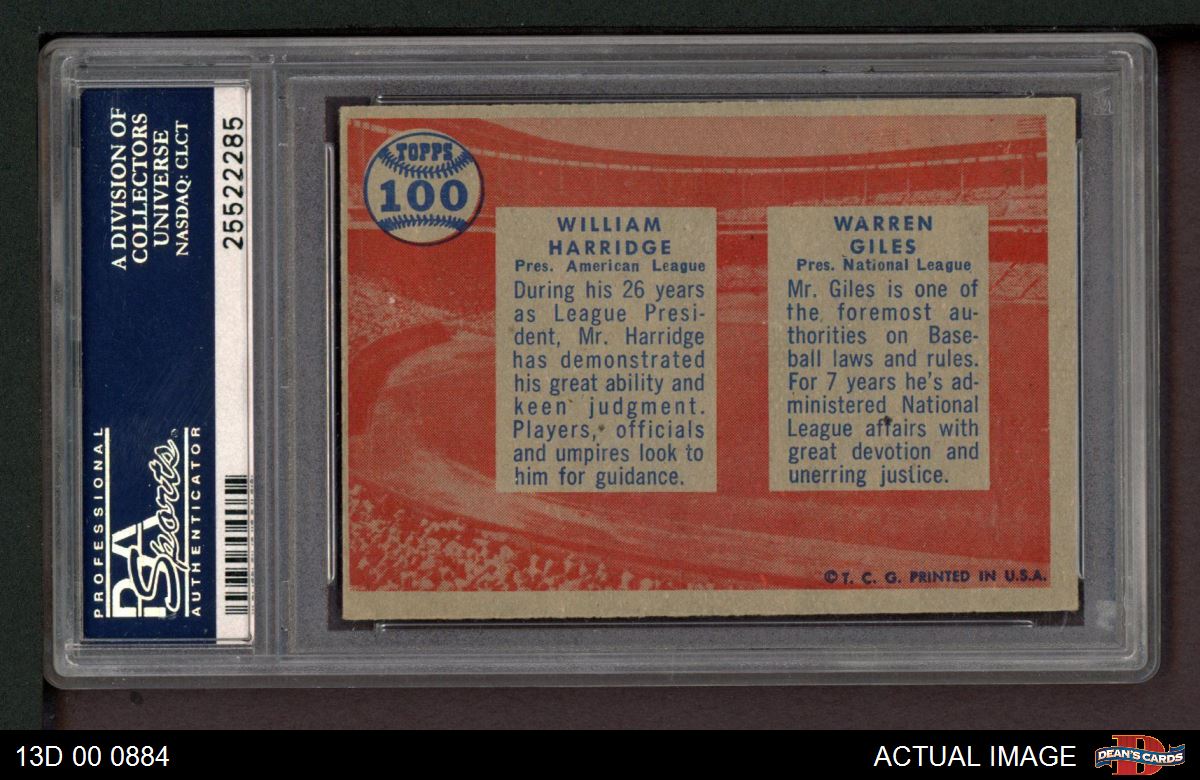 A DIVISION OF
COLLECTORS
UNIVERSE
NASDAQ: CLCT
25522285
PROFESSIONAL
PSA
Sports
AUTHENTICATOR
TOPPS
100
WILLIAM
HARRIDGE
Pres. American League
During his 26 years
as League Presi-
dent, Mr. Harridge
has demonstrated
his great ability and
keen judgment.
Players, officials
and umpires look to
him for guidance.
WARREN
GILES
Pres. National League
Mr. Giles is one of
the foremost au-
thorities on Base-
ball laws and rules.
For 7 years he's ad-
ministered National
League affairs with
great devotion and
unerring justice.
© T. C. G. PRINTED IN U.S.A.
13D 00 0884
ACTUAL IMAGE
D
DEAN'S CARDS